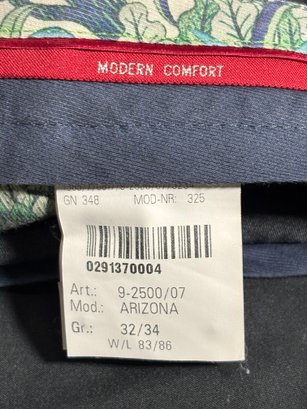 MODERN COMFORT
GN 348 MOD-NR: 325
0291370004
Art.: 9-2500/07
Mod.: ARIZONA
Gr.: 32/34
W/L 83/86